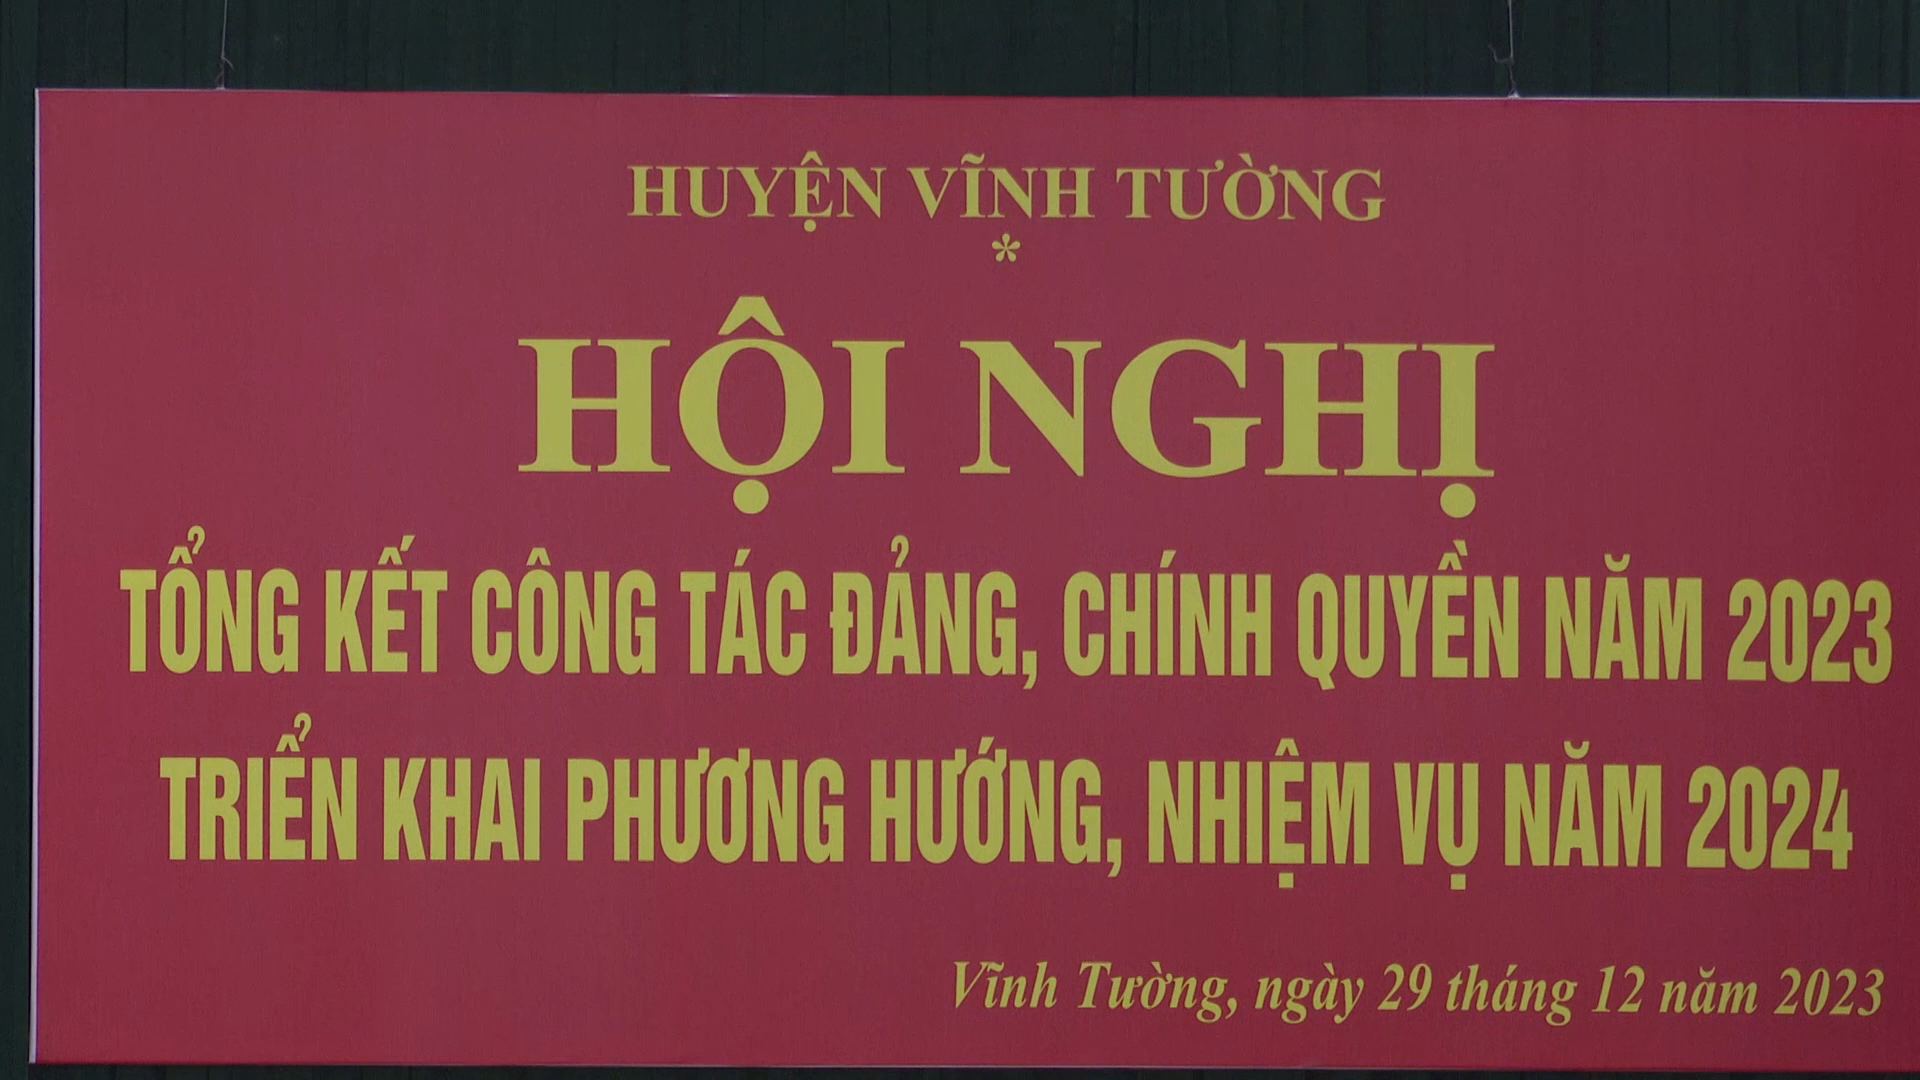 HUYỆN VĨNH TƯỜNG
*
HỘI NGHỊ
TỔNG KẾT CÔNG TÁC ĐẢNG, CHÍNH QUYỀN NĂM 2023
TRIỂN KHAI PHƯƠNG HƯỚNG, NHIỆM VỤ NĂM 2024
Vĩnh Tường, ngày 29 tháng 12 năm 2023